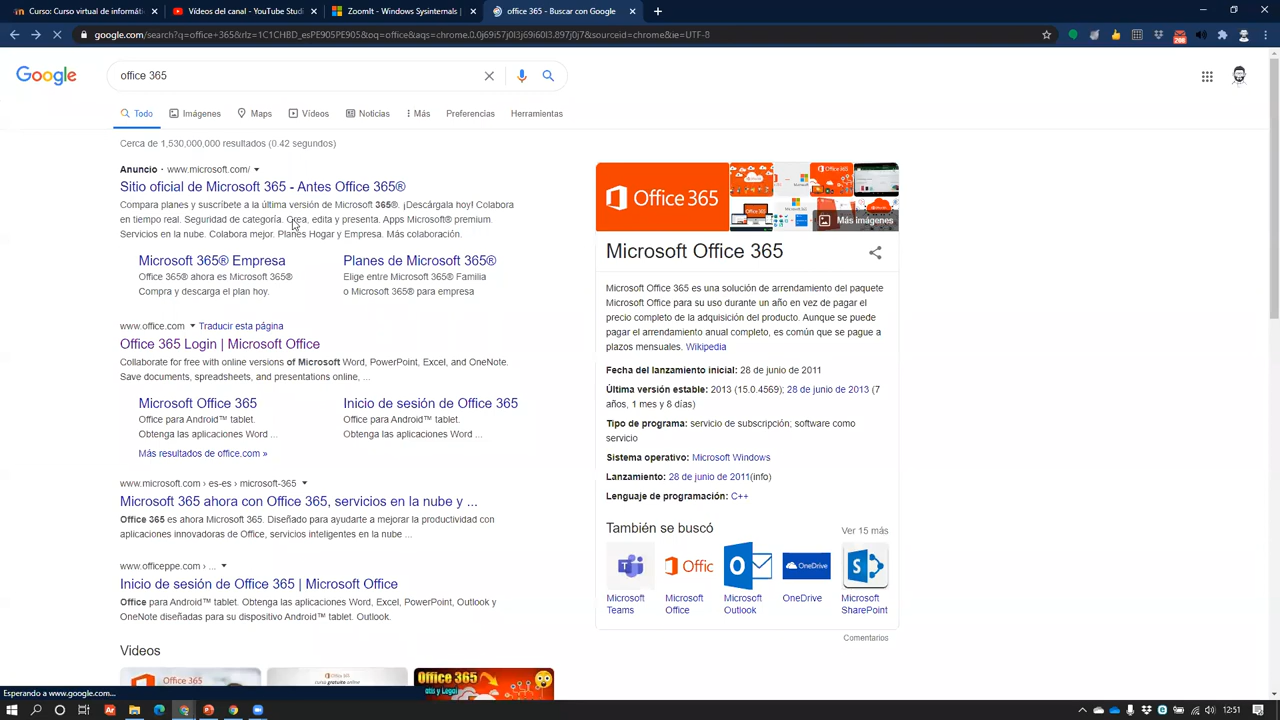 Curso: Curso virtual de informátic
Vídeos del curso - YouTube
ZoomIt - Windows Sysinternals
office 365 - Buscar con Google
google.com/search?q=office+365&rlz=1C1CHBD_esPE905PE905&oq=office&aqs=chrome.0.0j69i57j0l3j69i60l3.897j0j7&sourceid=chrome&ie=UTF-8
Google
office 365
Todo
Imágenes
Maps
Vídeos
Noticias
Más
Preferencias
Herramientas
Cerca de 1,530,000,000 resultados (0.42 segundos)
Anuncio · www.microsoft.com/
Sitio oficial de Microsoft 365 - Antes Office 365®
Compara planes y suscríbete a la última versión de Microsoft 365®. ¡Descárgala hoy! Colabora
en tiempo real. Seguridad de categoría. Crea, edita y presenta. Apps Microsoft® premium.
Servicios en la nube. Colabora mejor. Planes Hogar y Empresa. Más colaboración.
Microsoft 365® Empresa
Office 365® ahora es Microsoft 365®
Compra y descarga el plan hoy.
Planes de Microsoft 365®
Elige entre Microsoft 365® Familia
o Microsoft 365® para empresa
www.office.com
Traducir esta página
Office 365 Login | Microsoft Office
Collaborate for free with online versions of Microsoft Word, PowerPoint, Excel, and OneNote.
Save documents, spreadsheets, and presentations online, ...
Microsoft Office 365
Office para Android™ tablet.
Obtenga las aplicaciones Word ...
Inicio de sesión de Office 365
Office para Android™ tablet.
Obtenga las aplicaciones Word ...
Más resultados de office.com »
www.microsoft.com › es-es › microsoft-365
Microsoft 365 ahora con Office 365, servicios en la nube y ...
Office 365 es ahora Microsoft 365. Diseñado para ayudarte a mejorar la productividad con
aplicaciones innovadoras de Office, servicios inteligentes en la nube ...
www.officeppe.com › ...
Inicio de sesión de Office 365 | Microsoft Office
Office para Android™ tablet. Obtenga las aplicaciones Word, Excel, PowerPoint, Outlook y
OneNote diseñadas para su dispositivo Android™ tablet. Outlook.
Videos
Office 365
Office 365
curso gratuito online
Office 365
atis y Legal
Office 365
Más imágenes
Microsoft Office 365
Microsoft Office 365 es una solución de arrendamiento del paquete
Microsoft Office para su uso durante un año en vez de pagar el
precio completo de la adquisición del producto. Aunque se puede
pagar el arrendamiento anual completo, es común que se pague a
plazos mensuales. Wikipedia
Fecha del lanzamiento inicial: 28 de junio de 2011
Última versión estable: 2013 (15.0.4569); 28 de junio de 2013 (7
años, 1 mes y 8 días)
Tipo de programa: servicio de subscripción; software como
servicio
Sistema operativo: Microsoft Windows
Lanzamiento: 28 de junio de 2011(info)
Lenguaje de programación: C++
También se buscó
Ver 15 más
Offic
OneDrive
Microsoft
Teams
Microsoft
Office
Microsoft
Outlook
OneDrive
Microsoft
SharePoint
Comentarios
Esperando a www.google.com...
12:51